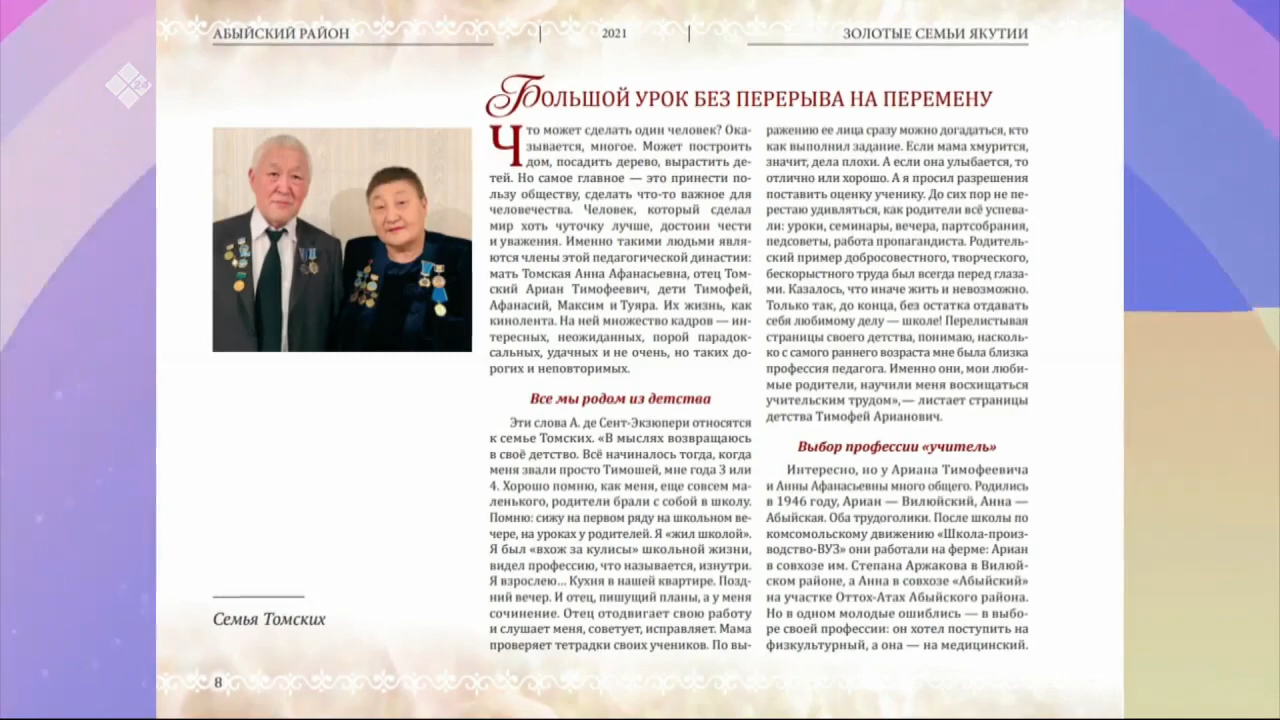 АБЫЙСКИЙ РАЙОН
2021
ЗОЛОТЫЕ СЕМЬИ ЯКУТИИ
24
БОЛЬШОЙ УРОК БЕЗ ПЕРЕРЫВА НА ПЕРЕМЕНУ
Что может сделать один человек? Ока-
зывается, многое. Может построить
дом, посадить дерево, вырастить де-
тей. Но самое главное — это принести по-
льзу обществу, сделать что-то важное для
человечества. Человек, который сделал
мир хоть чуточку лучше, достоин чести
и уважения. Именно такими людьми явля-
ются члены этой педагогической династии:
мать Томская Анна Афанасьевна, отец Том-
ский Ариан Тимофеевич, дети Тимофей,
Афанасий, Максим и Туяра. Их жизнь, как
кинолента. На ней множество кадров — ин-
тересных, неожиданных, порой парадок-
сальных, удачных и не очень, но таких до-
рогих и неповторимых.
Все мы родом из детства
Эти слова А. де Сент-Экзюпери относятся
к семье Томских. «В мыслях возвращаюсь
в своё детство. Всё начиналось тогда, когда
меня звали просто Тимошей, мне года 3 или
4. Хорошо помню, как меня, еще совсем ма-
ленького, родители брали с собой в школу.
Помню: сижу на первом ряду на школьном ве-
чере, на уроках у родителей. Я «жил школой».
Я был «вхож за кулисы» школьной жизни,
видел профессию, что называется, изнутри.
Я взрослею... Кухня в нашей квартире. Позд-
ний вечер. И отец, пишущий планы, а у меня
сочинение. Отец отодвигает свою работу
и слушает меня, советует, исправляет. Мама
проверяет тетрадки своих учеников. По вы-
ражению ее лица сразу можно догадаться, кто
как выполнил задание. Если мама хмурится,
значит, дела плохи. А если она улыбается, то
отлично или хорошо. А я просил разрешения
поставить оценку ученику. До сих пор не пе-
рестаю удивляться, как родители всё успева-
ли: уроки, семинары, вечера, партсобрания,
педсоветы, работа пропагандиста. Родитель-
ский пример добросовестного, творческого,
бескорыстного труда был всегда перед глаза-
ми. Казалось, что иначе жить и невозможно.
Только так, до конца, без остатка отдавать
себя любимому делу — школе! Перелистывая
страницы своего детства, понимаю, насколь-
ко с самого раннего возраста мне была близка
профессия педагога. Именно они, мои люби-
мые родители, научили меня восхищаться
учительским трудом»,— листает страницы
детства Тимофей Арианович.
Выбор профессии «учитель»
Интересно, но у Ариана Тимофеевича
и Анны Афанасьевны много общего. Родились
в 1946 году, Ариан — Вилюйский, Анна —
Абыйская. Оба трудоголики. После школы по
комсомольскому движению «Школа-произ-
водство-ВУЗ» они работали на ферме: Ариан
в совхозе им. Степана Аржакова в Вилюй-
ском районе, а Анна в совхозе «Абыйский»
на участке Оттох-Атах Абыйского района.
Но в одном молодые ошиблись — в выбо-
ре своей профессии: он хотел поступить на
физкультурный, а она — на медицинский.
Семья Томских
8